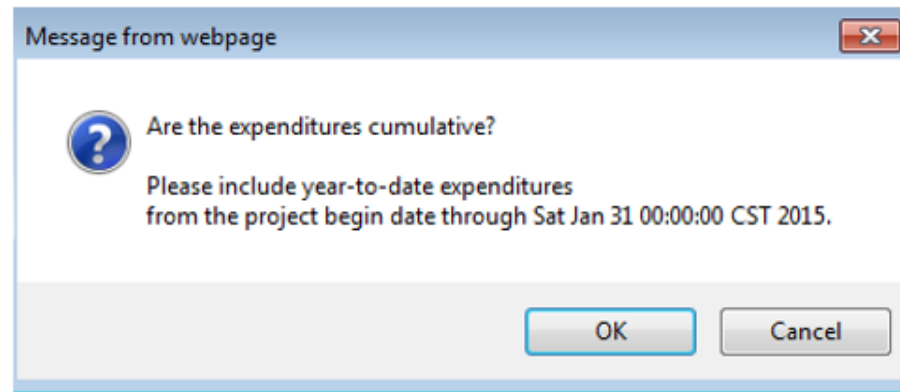 Message from webpage
Are the expenditures cumulative?
Please include year-to-date expenditures
from the project begin date through Sat Jan 31 00:00:00 CST 2015.
OK
Cancel